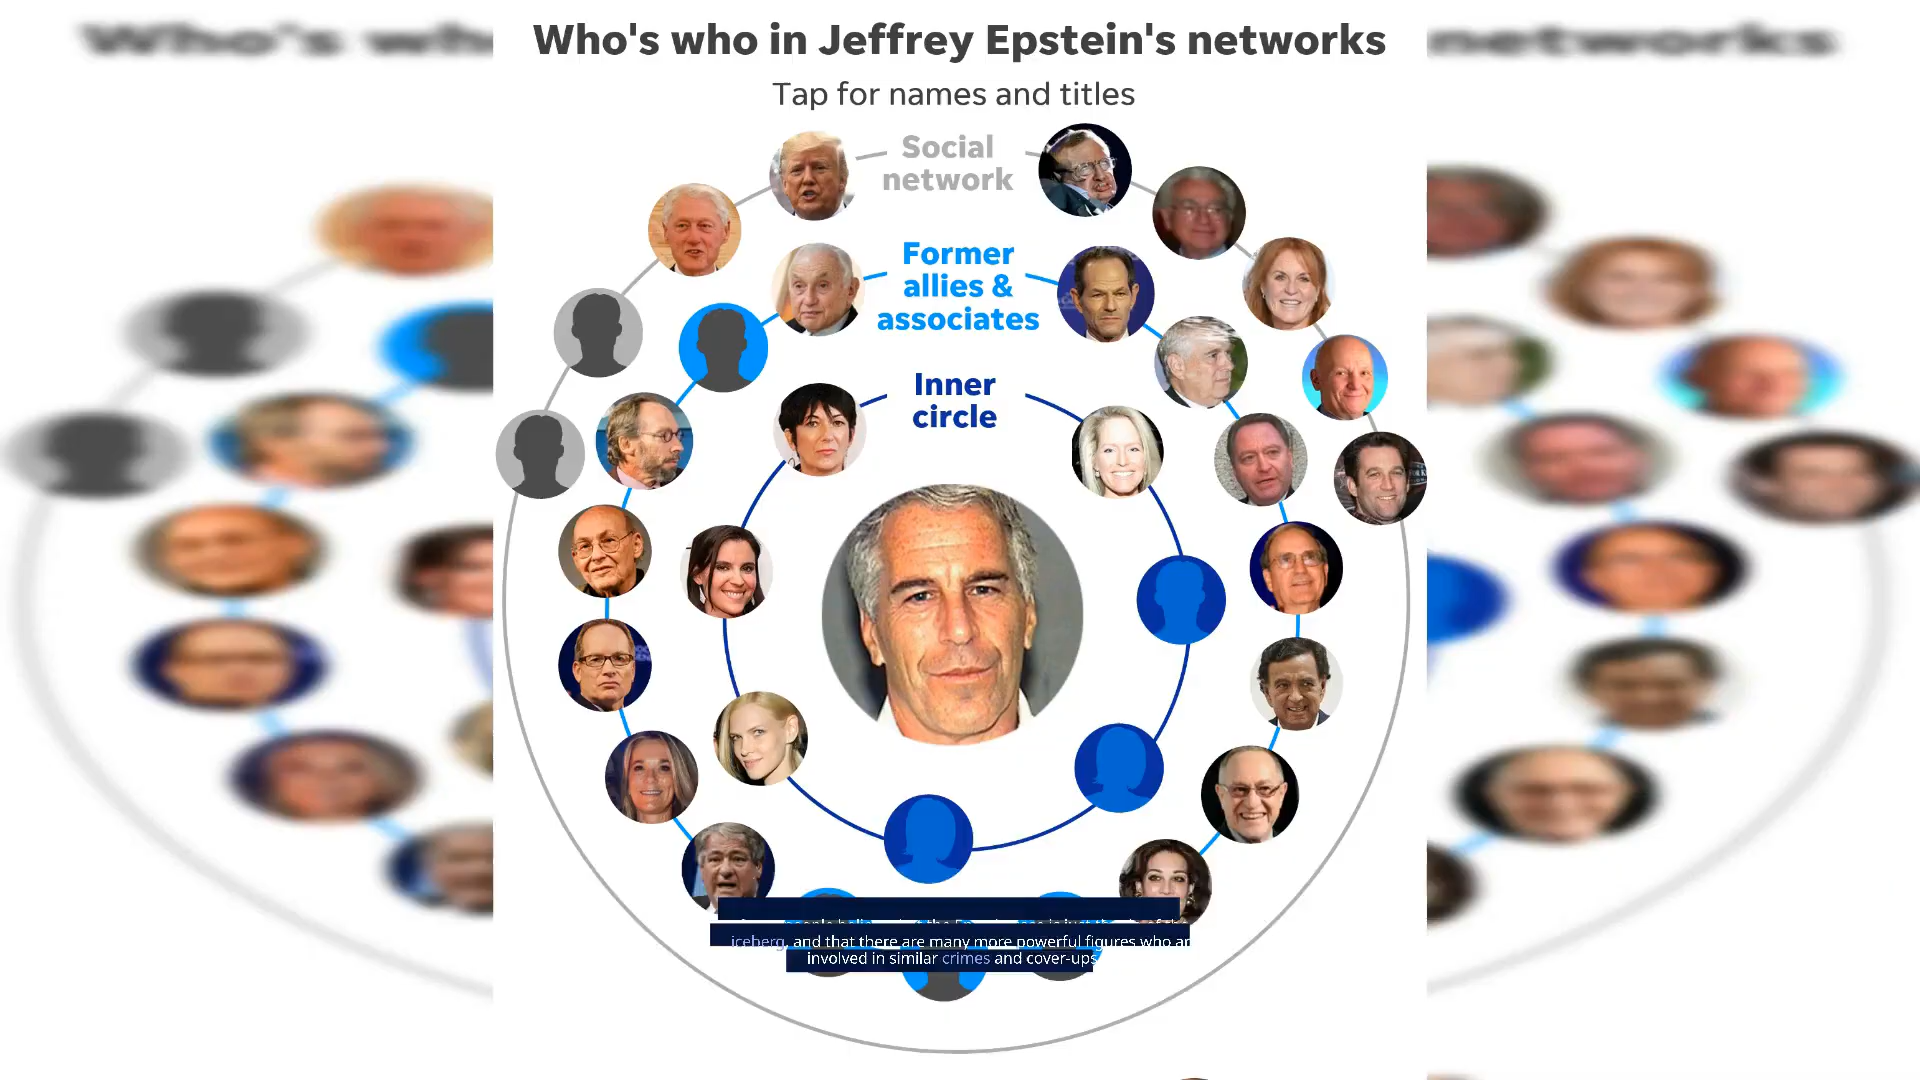 Who's who in Jeffrey Epstein's networks
Tap for names and titles
Social
network
Former
allies &
associates
Inner
circle
iceberg, and that there are many more powerful figures who
involved in similar crimes and cover-ups